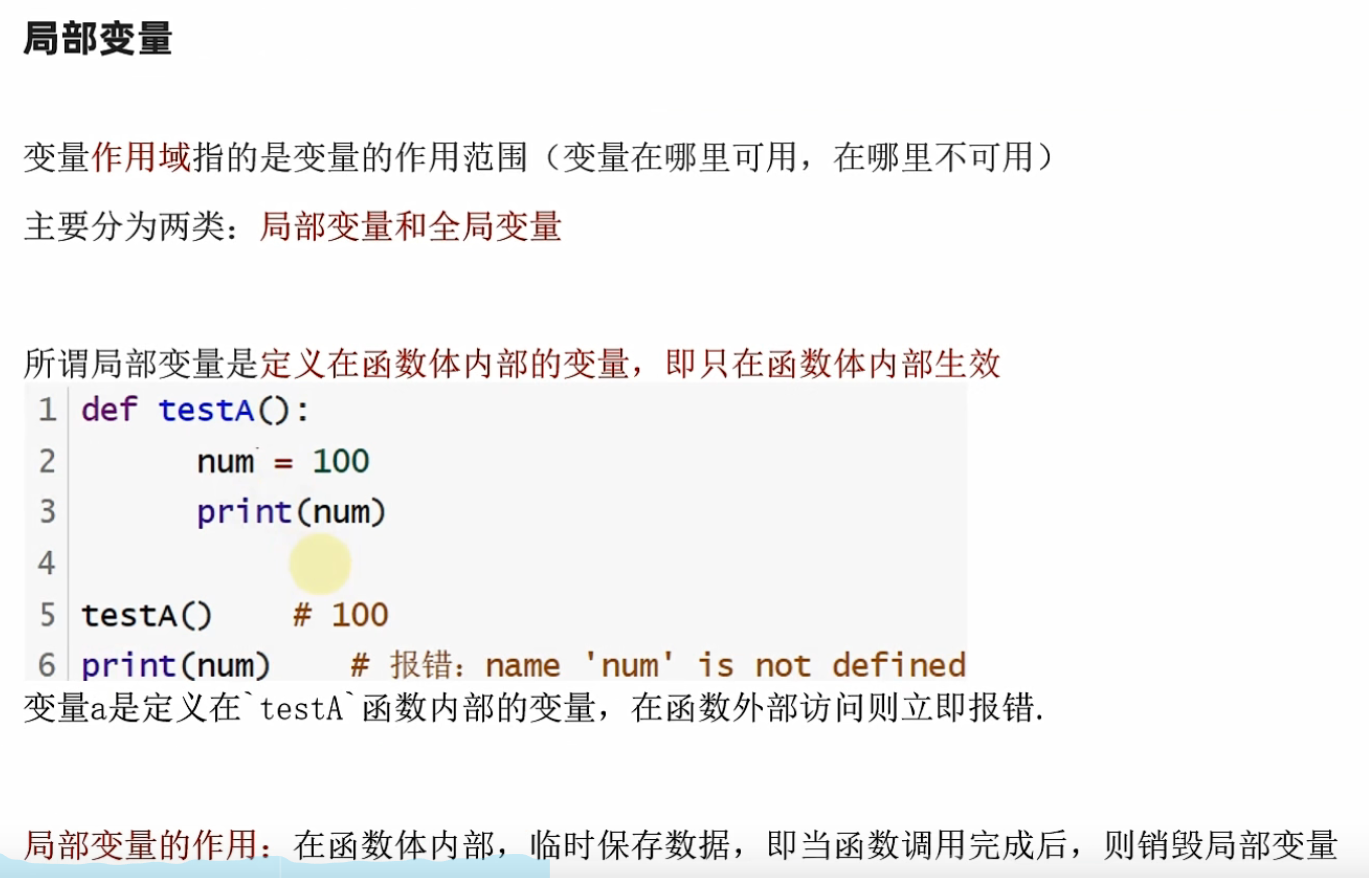 局部变量
变量作用域指的是变量的作用范围（变量在哪里可用，在哪里不可用）
主要分为两类：局部变量和全局变量
所谓局部变量是定义在函数体内部的变量，即只在函数体内部生效
1 def testA():
2       num = 100
3       print(num)
4
5 testA()    # 100
6 print(num)    # 报错：name 'num' is not defined
变量a是定义在`testA`函数内部的变量，在函数外部访问则立即报错.
局部变量的作用：在函数体内部，临时保存数据，即当函数调用完成后，则销毁局部变量